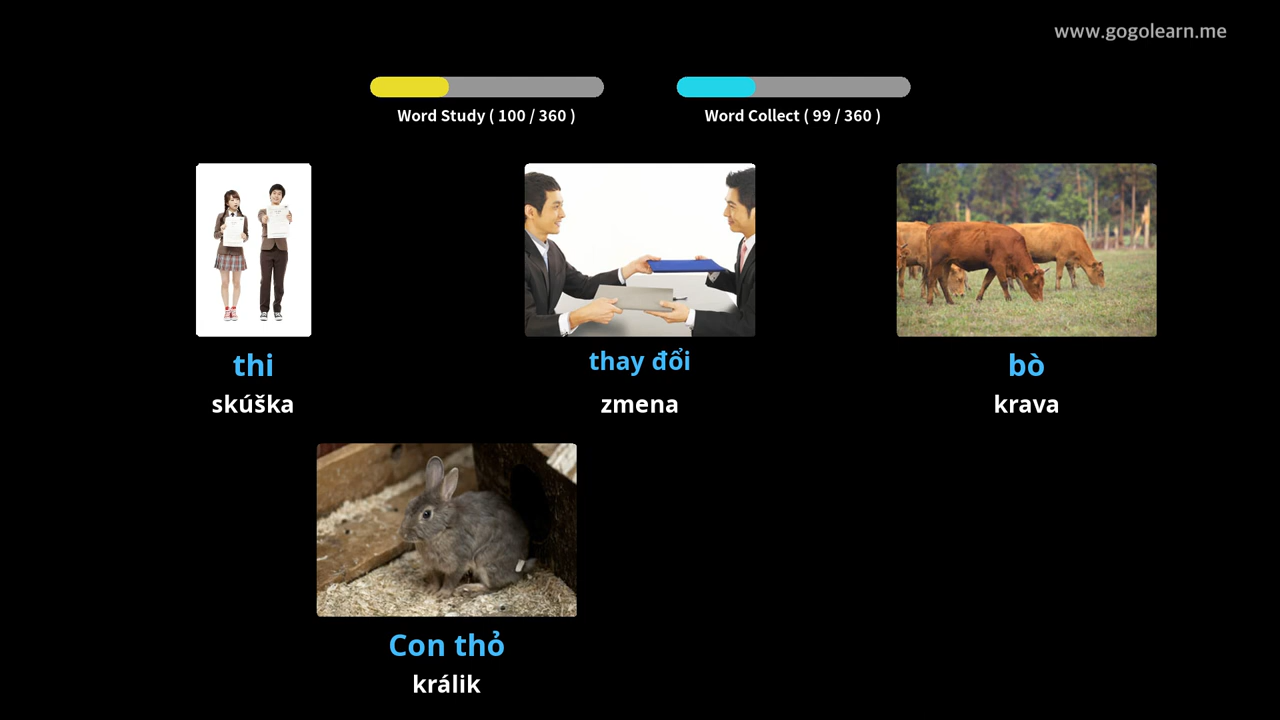 www.gogolearn.me
Word Study ( 100 / 360 )
Word Collect ( 99 / 360 )
thi
skúška
thay đổi
zmena
bò
krava
Con thỏ
králik